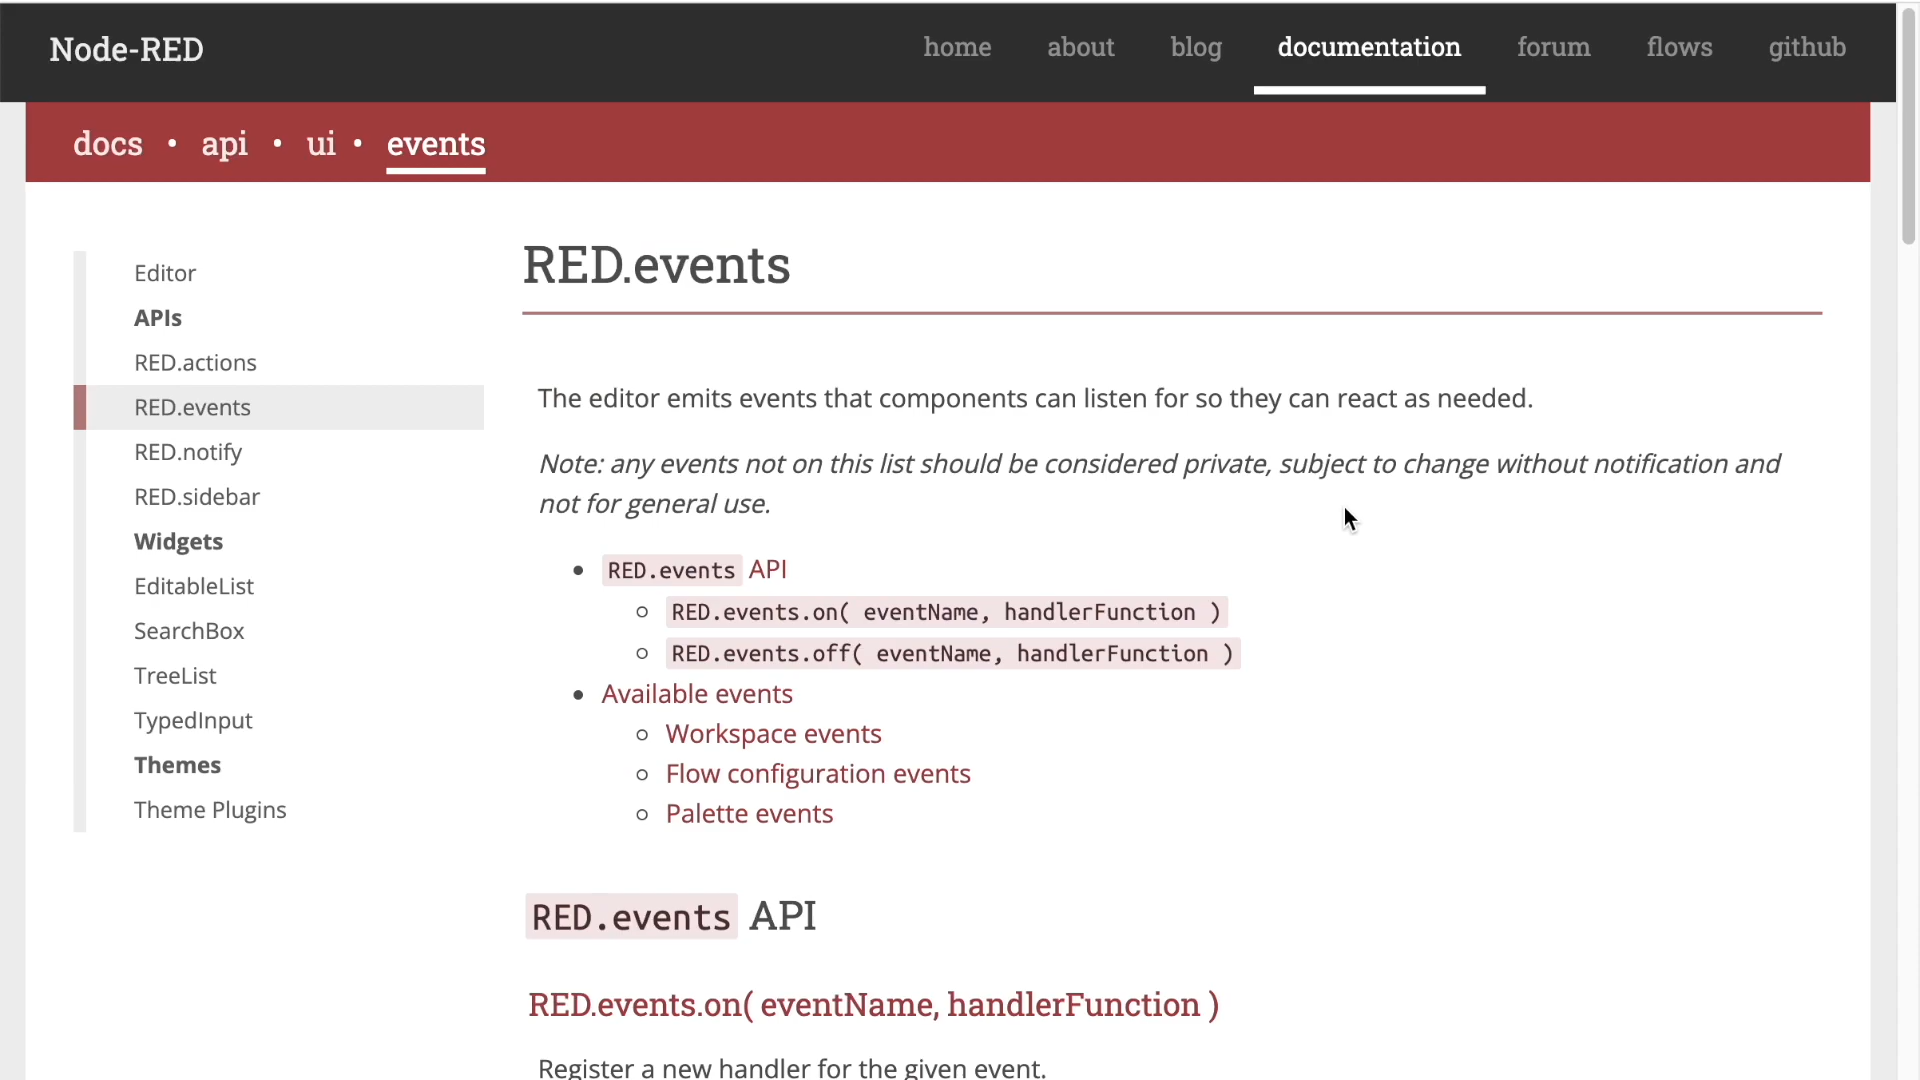 Node-RED
home about blog documentation forum flows github
docs • api • ui • events
Editor
APIs
RED.actions
RED.events
RED.notify
RED.sidebar
Widgets
EditableList
SearchBox
TreeList
TypedInput
Themes
Theme Plugins
RED.events
The editor emits events that components can listen for so they can react as needed.
Note: any events not on this list should be considered private, subject to change without notification and
not for general use.
RED.events API
RED.events.on( eventName, handlerFunction )
RED.events.off( eventName, handlerFunction )
Available events
Workspace events
Flow configuration events
Palette events
RED.events API
RED.events.on( eventName, handlerFunction )
Register a new handler for the given event.